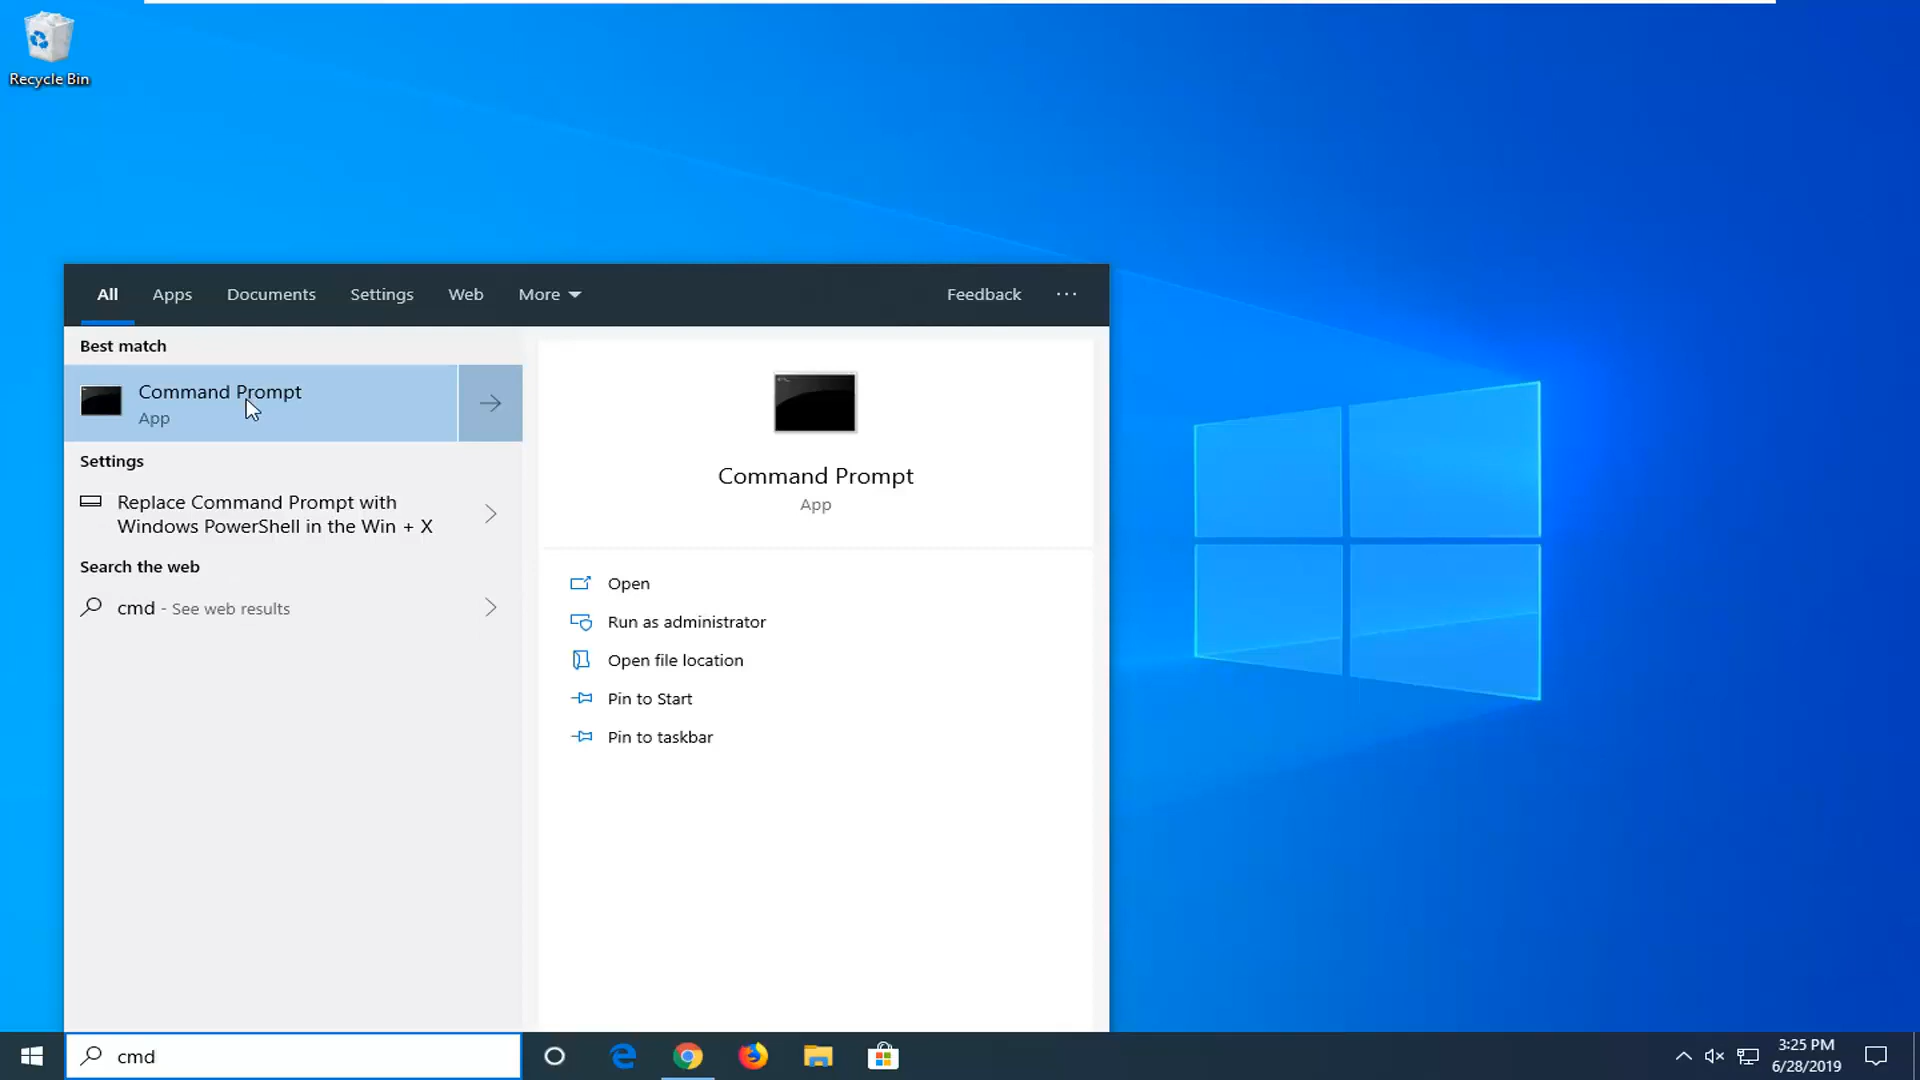 Recycle Bin
All Apps Documents Settings Web More Feedback ...
Best match
Command Prompt
App
Settings
Replace Command Prompt with
Windows PowerShell in the Win + X
Search the web
cmd - See web results
Command Prompt
App
Open
Run as administrator
Open file location
Pin to Start
Pin to taskbar
cmd
3:25 PM
6/28/2019